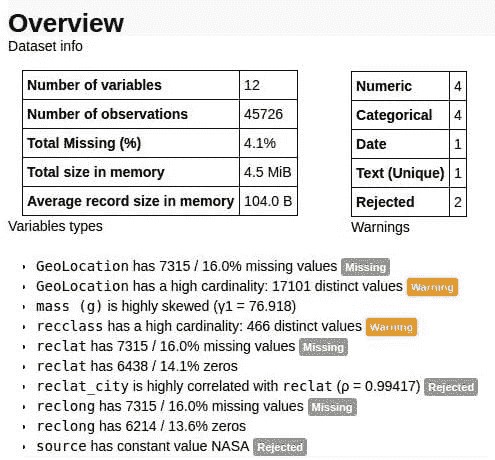 Overview
Dataset info
Number of variables 12
Number of observations 45726
Total Missing (%) 4.1%
Total size in memory 4.5 MiB
Average record size in memory 104.0 B
Numeric 4
Categorical 4
Date 1
Text (Unique) 1
Rejected 2
Variables types
Warnings
GeoLocation has 7315 / 16.0% missing values Missing
GeoLocation has a high cardinality: 17101 distinct values Warning
mass (g) is highly skewed (γ1 = 76.918)
recclass has a high cardinality: 466 distinct values Warning
reclat has 7315 / 16.0% missing values Missing
reclat has 6438 / 14.1% zeros
reclat_city is highly correlated with reclat (ρ = 0.99417) Rejected
reclong has 7315 / 16.0% missing values Missing
reclong has 6214 / 13.6% zeros
source has constant value NASA Rejected